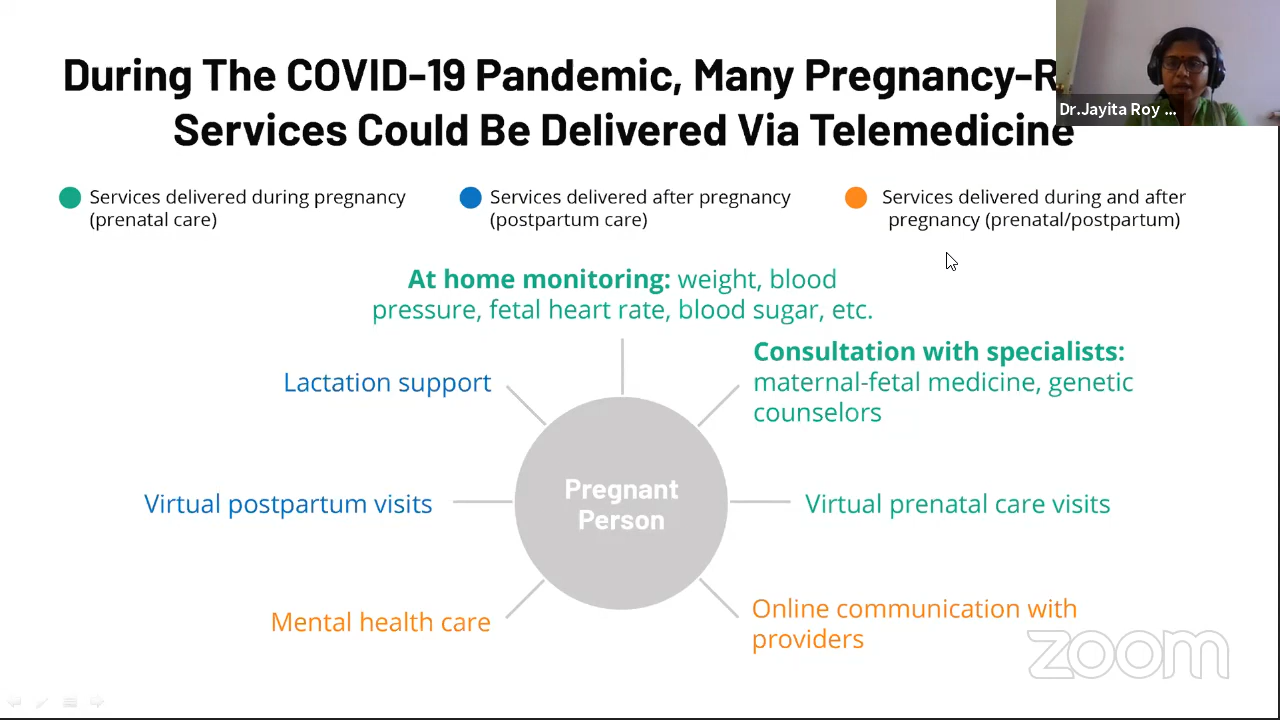 During The COVID-19 Pandemic, Many Pregnancy-R
Services Could Be Delivered Via Telemedicine
Dr.Jayita Roy ...
Services delivered during pregnancy
(prenatal care)
Services delivered after pregnancy
(postpartum care)
Services delivered during and after
pregnancy (prenatal/postpartum)
At home monitoring: weight, blood
pressure, fetal heart rate, blood sugar, etc.
Consultation with specialists:
maternal-fetal medicine, genetic
counselors
Lactation support
Pregnant
Person
Virtual postpartum visits
Virtual prenatal care visits
Mental health care
Online communication with
providers
zoom